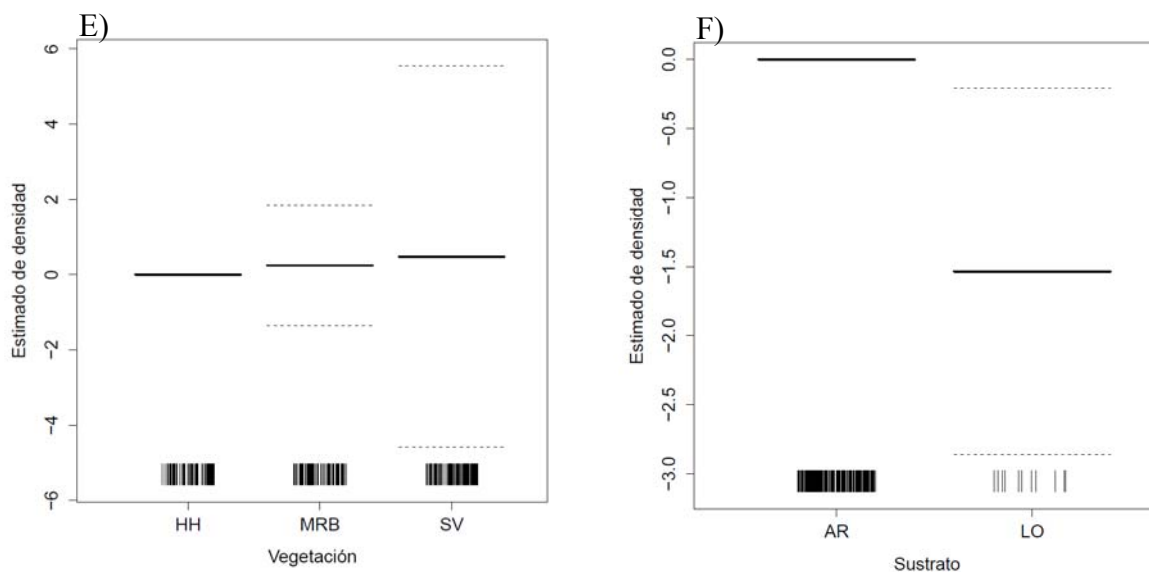 E)
Estimado de densidad
6
4
2
0
−2
−4
−6
HH MRB SV
Vegetación
F)
Estimado de densidad
0.0
−0.5
−1.0
−1.5
−2.0
−2.5
−3.0
AR LO
Sustrato